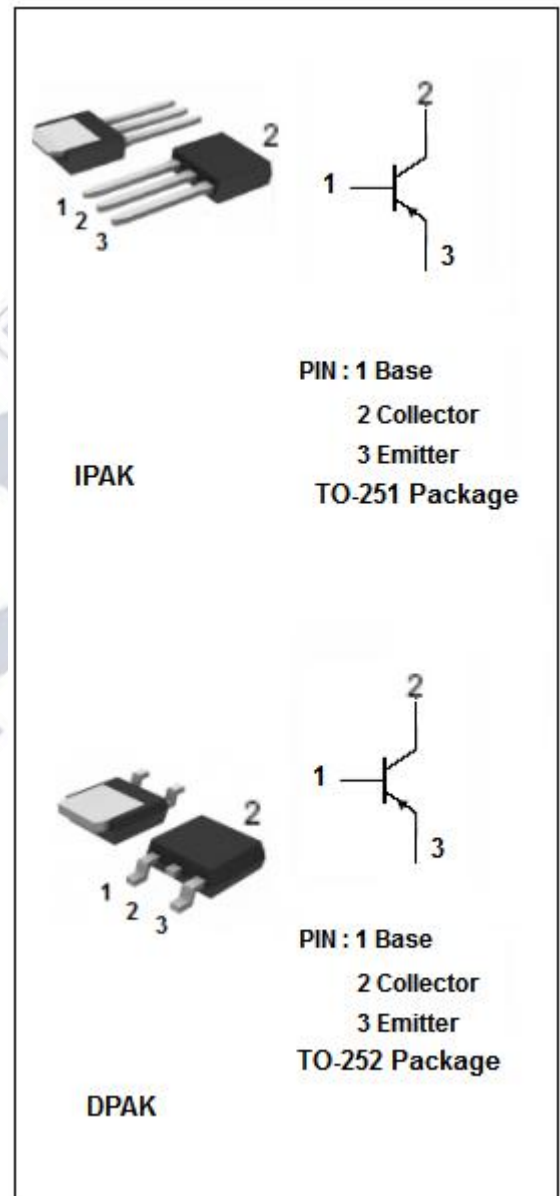 2
2
1
1
2
3
3
PIN : 1 Base
2 Collector
3 Emitter
IPAK
TO-251 Package
2
1
2
1
2
3
3
PIN : 1 Base
2 Collector
3 Emitter
TO-252 Package
DPAK